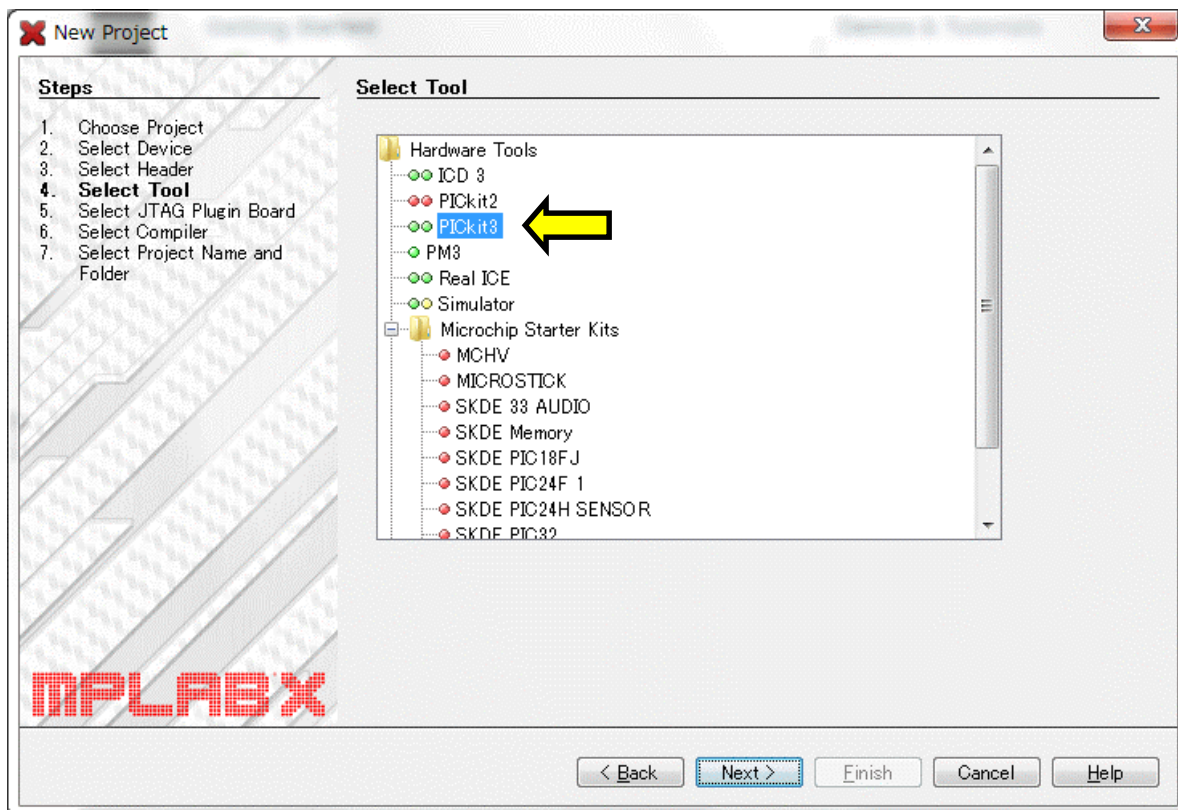 New Project
Steps
1. Choose Project
2. Select Device
3. Select Header
4. Select Tool
5. Select JTAG Plugin Board
6. Select Compiler
7. Select Project Name and
Folder
Select Tool
Hardware Tools
ICD 3
PICkit2
PICkit3
PM3
Real ICE
Simulator
Microchip Starter Kits
MCHV
MICROSTICK
SKDE 33 AUDIO
SKDE Memory
SKDE PIC18FJ
SKDE PIC24F 1
SKDE PIC24H SENSOR
SKDE PIC32
MPLAB X
< Back
Next >
Finish
Cancel
Help